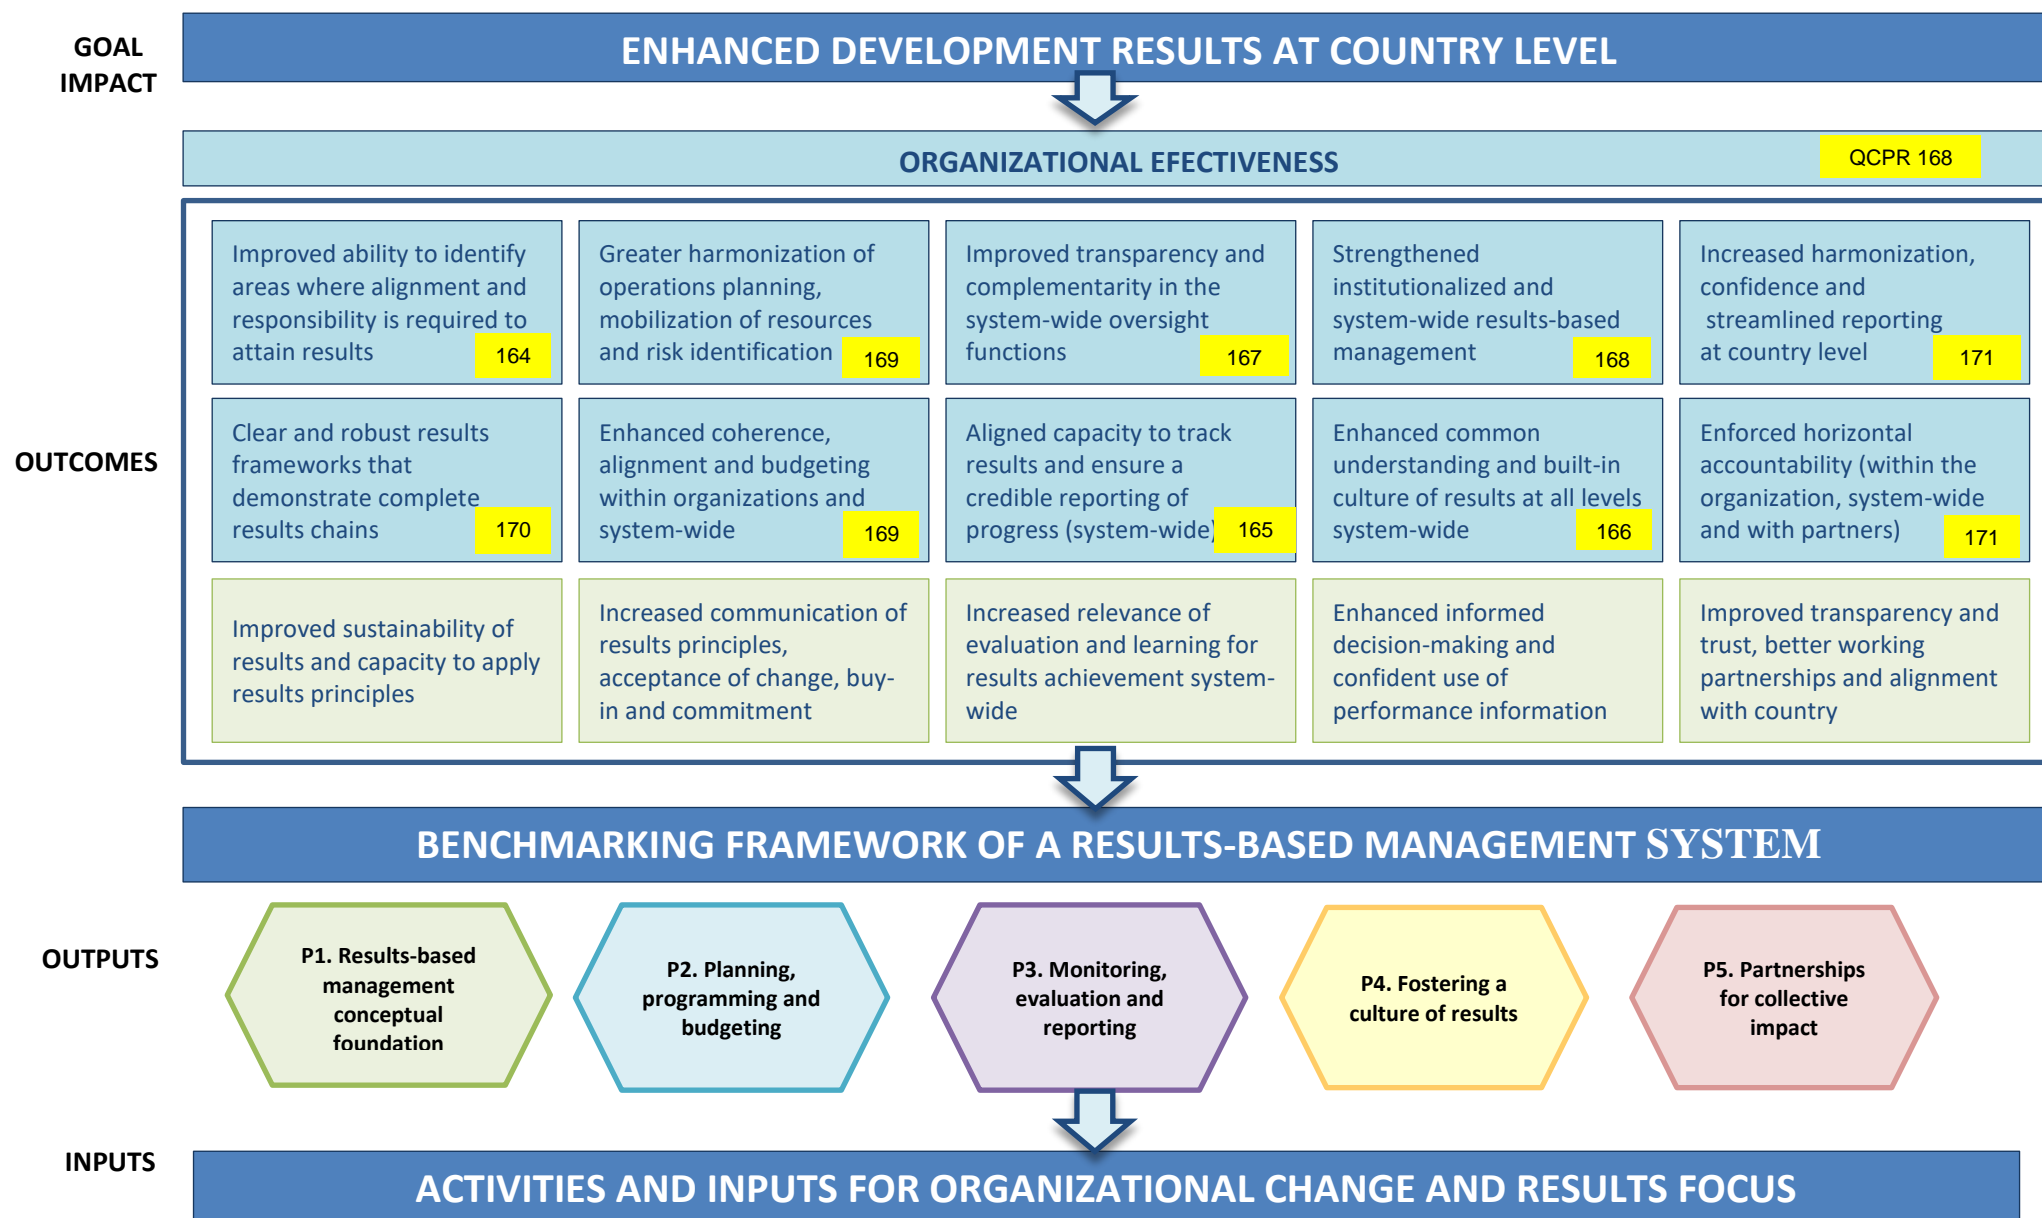 GOAL
IMPACT
ENHANCED DEVELOPMENT RESULTS AT COUNTRY LEVEL
ORGANIZATIONAL EFECTIVENESS
QCPR 168
OUTCOMES
Improved ability to identify
areas where alignment and
responsibility is required to
attain results
164
Greater harmonization of
operations planning,
mobilization of resources
and risk identification
169
Improved transparency and
complementarity in the
system-wide oversight
functions
167
Strengthened
institutionalized and
system-wide results-based
management
168
Increased harmonization,
confidence and
streamlined reporting
at country level
171
Clear and robust results
frameworks that
demonstrate complete
results chains
170
Enhanced coherence,
alignment and budgeting
within organizations and
system-wide
169
Aligned capacity to track
results and ensure a
credible reporting of
progress (system-wide)
165
Enhanced common
understanding and built-in
culture of results at all levels
system-wide
166
Enforced horizontal
accountability (within the
organization, system-wide
and with partners)
171
Improved sustainability of
results and capacity to apply
results principles
Increased communication of
results principles,
acceptance of change, buy-
in and commitment
Increased relevance of
evaluation and learning for
results achievement system-
wide
Enhanced informed
decision-making and
confident use of
performance information
Improved transparency and
trust, better working
partnerships and alignment
with country
BENCHMARKING FRAMEWORK OF A RESULTS-BASED MANAGEMENT SYSTEM
OUTPUTS
P1. Results-based
management
conceptual
foundation
P2. Planning,
programming and
budgeting
P3. Monitoring,
evaluation and
reporting
P4. Fostering a
culture of results
P5. Partnerships
for collective
impact
INPUTS
ACTIVITIES AND INPUTS FOR ORGANIZATIONAL CHANGE AND RESULTS FOCUS